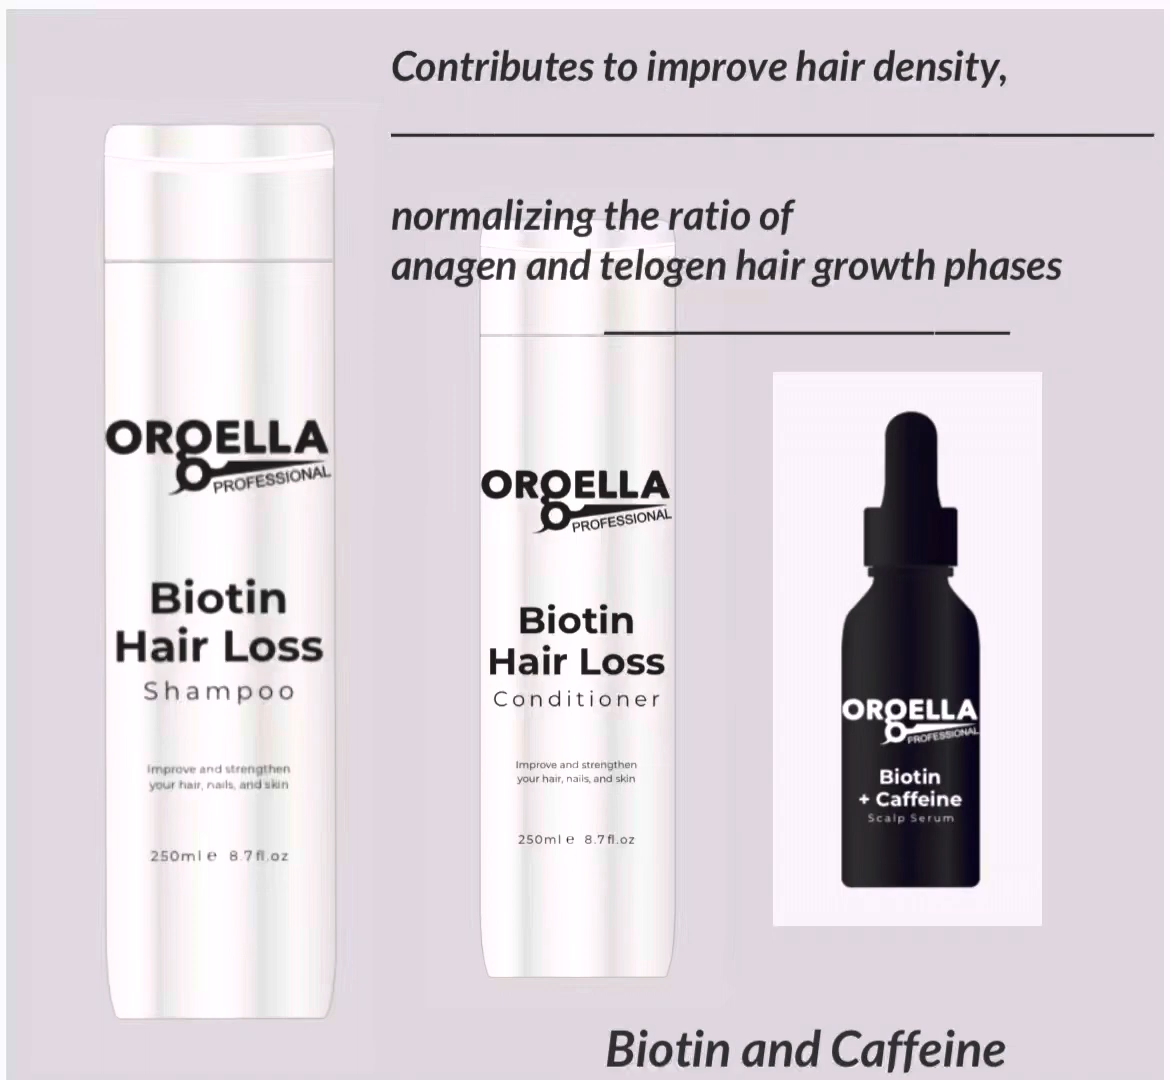 Contributes to improve hair density,
normalizing the ratio of
anagen and telogen hair growth phases
ORGELLA
PROFESSIONAL
Biotin
Hair Loss
Shampoo
Improve and strengthen
your hair, nails, and skin
250ml e 8.7fl.oz
ORGELLA
PROFESSIONAL
Biotin
Hair Loss
Conditioner
Improve and strengthen
your hair, nails, and skin
250ml e 8.7fl.oz
ORGELLA
PROFESSIONAL
Biotin
+ Caffeine
Scalp Serum
Biotin and Caffeine